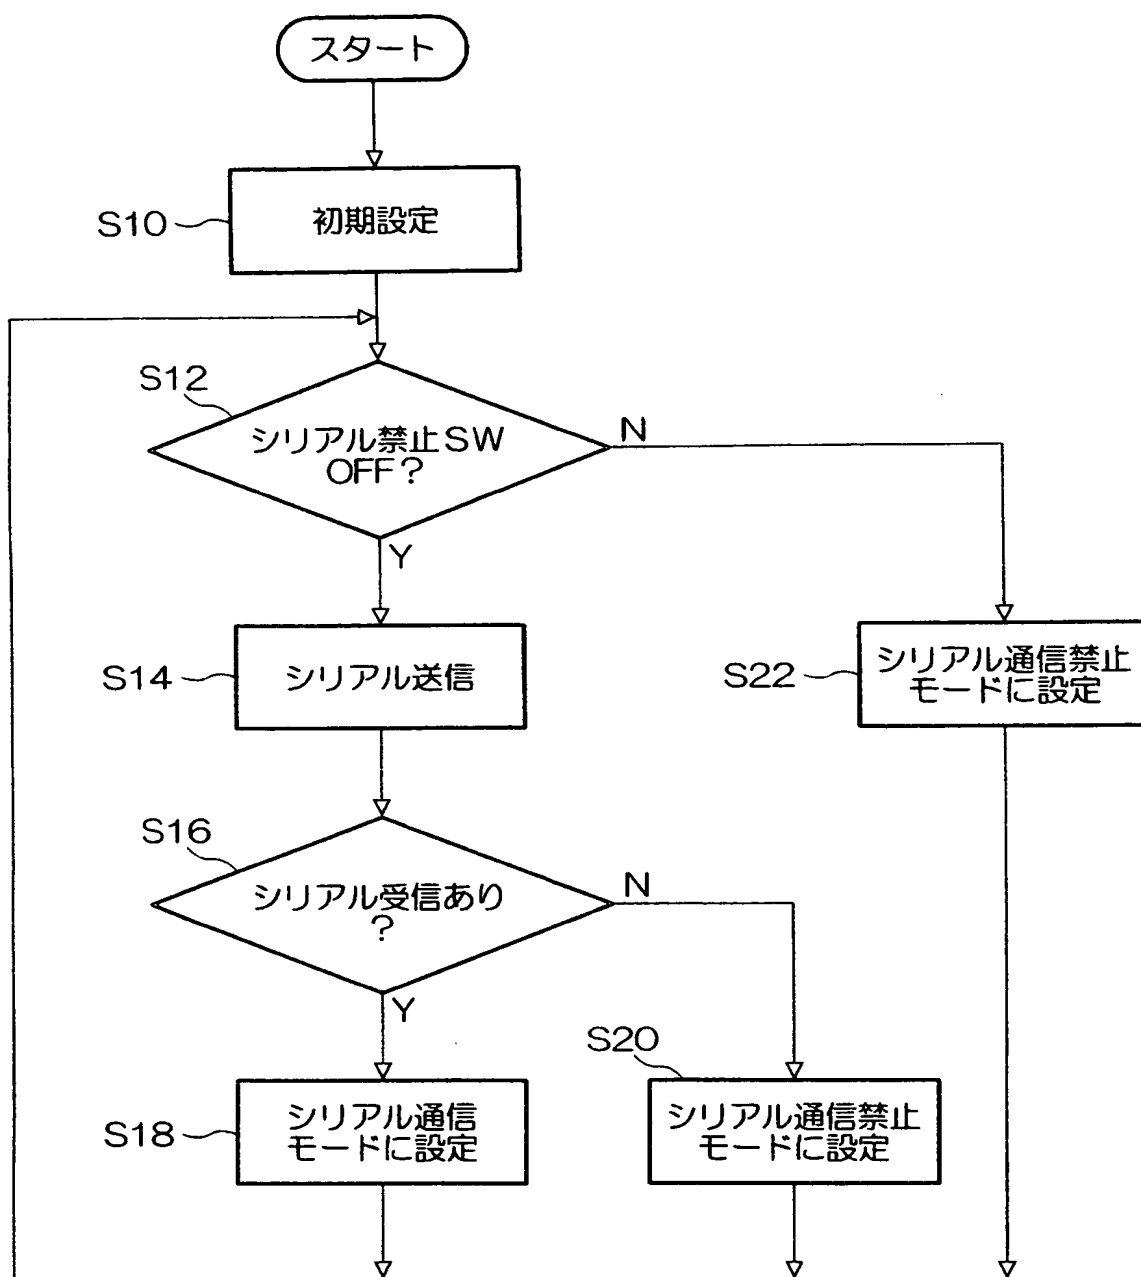 スタート
S10
初期設定
S12
シリアル禁止SW
OFF?
N
Y
S14
シリアル送信
S22
シリアル通信禁止
モードに設定
S16
シリアル受信あり
?
N
Y
S18
シリアル通信
モードに設定
S20
シリアル通信禁止
モードに設定